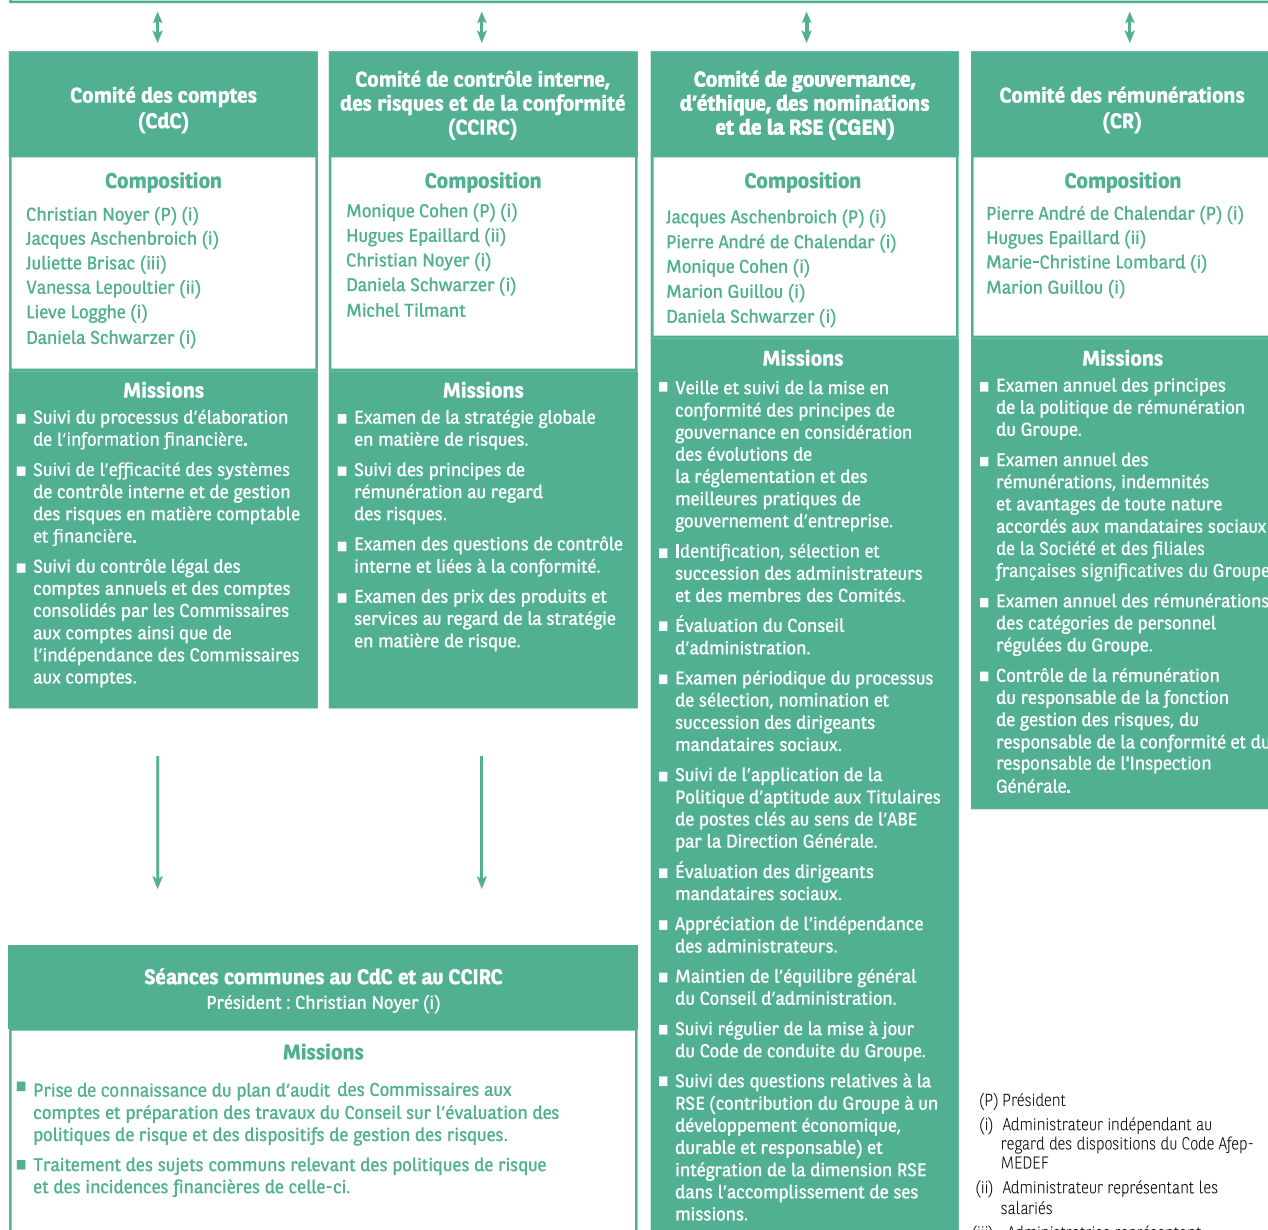 Comité des comptes
(CdC)
Composition
Christian Noyer (P) (i)
Jacques Aschenbroich (i)
Juliette Brisac (iii)
Vanessa Lepoultier (ii)
Lieve Logghe (i)
Daniela Schwarzer (i)
Missions
■ Suivi du processus d'élaboration
de l'information financière.
■ Suivi de l'efficacité des systèmes
de contrôle interne et de gestion
des risques en matière comptable
et financière.
■ Suivi du contrôle légal des
comptes annuels et des comptes
consolidés par les Commissaires
aux comptes ainsi que de
l'indépendance des Commissaires
aux comptes.
Comité de contrôle interne,
des risques et de la conformité
(CCIRC)
Composition
Monique Cohen (P) (i)
Hugues Epaillard (ii)
Christian Noyer (i)
Daniela Schwarzer (i)
Michel Tilmant
Missions
■ Examen de la stratégie globale
en matière de risques.
■ Suivi des principes de
rémunération au regard
des risques.
■ Examen des questions de contrôle
interne et liées à la conformité.
■ Examen des prix des produits et
services au regard de la stratégie
en matière de risque.
Comité de gouvernance,
d'éthique, des nominations
et de la RSE (CGEN)
Composition
Jacques Aschenbroich (P) (i)
Pierre André de Chalendar (i)
Monique Cohen (i)
Marion Guillou (i)
Daniela Schwarzer (i)
Missions
■ Veille et suivi de la mise en
conformité des principes de
gouvernance en considération
des évolutions de
la réglementation et des
meilleures pratiques de
gouvernement d'entreprise.
■ Identification, sélection et
succession des administrateurs
et des membres des Comités.
■ Évaluation du Conseil
d'administration.
■ Examen périodique du processus
de sélection, nomination et
succession des dirigeants
mandataires sociaux.
■ Suivi de l'application de la
Politique d'aptitude aux Titulaires
de postes clés au sens de l'ABE
par la Direction Générale.
■ Évaluation des dirigeants
mandataires sociaux.
■ Appréciation de l'indépendance
des administrateurs.
■ Maintien de l'équilibre général
du Conseil d'administration.
■ Suivi régulier de la mise à jour
du Code de conduite du Groupe.
■ Suivi des questions relatives à la
RSE (contribution du Groupe à un
développement économique,
durable et responsable) et
intégration de la dimension RSE
dans l'accomplissement de ses
missions.
Comité des rémunérations
(CR)
Composition
Pierre André de Chalendar (P) (i)
Hugues Epaillard (ii)
Marie-Christine Lombard (i)
Marion Guillou (i)
Missions
■ Examen annuel des principes
de la politique de rémunération
du Groupe.
■ Examen annuel des
rémunérations, indemnités
et avantages de toute nature
accordés aux mandataires sociaux
de la Société et des filiales
françaises significatives du Groupe
■ Examen annuel des rémunérations
des catégories de personnel
régulées du Groupe.
■ Contrôle de la rémunération
du responsable de la fonction
de gestion des risques, du
responsable de la conformité et du
responsable de l'Inspection
Générale.
Séances communes au CdC et au CCIRC
Président : Christian Noyer (i)
Missions
■ Prise de connaissance du plan d'audit des Commissaires aux
comptes et préparation des travaux du Conseil sur l'évaluation des
politiques de risque et des dispositifs de gestion des risques.
■ Traitement des sujets communs relevant des politiques de risque
et des incidences financières de celle-ci.
(P) Président
(i) Administrateur indépendant au
regard des dispositions du Code Afep-
MEDEF
(ii) Administrateur représentant les
salariés
(iii) Administratrice représentant